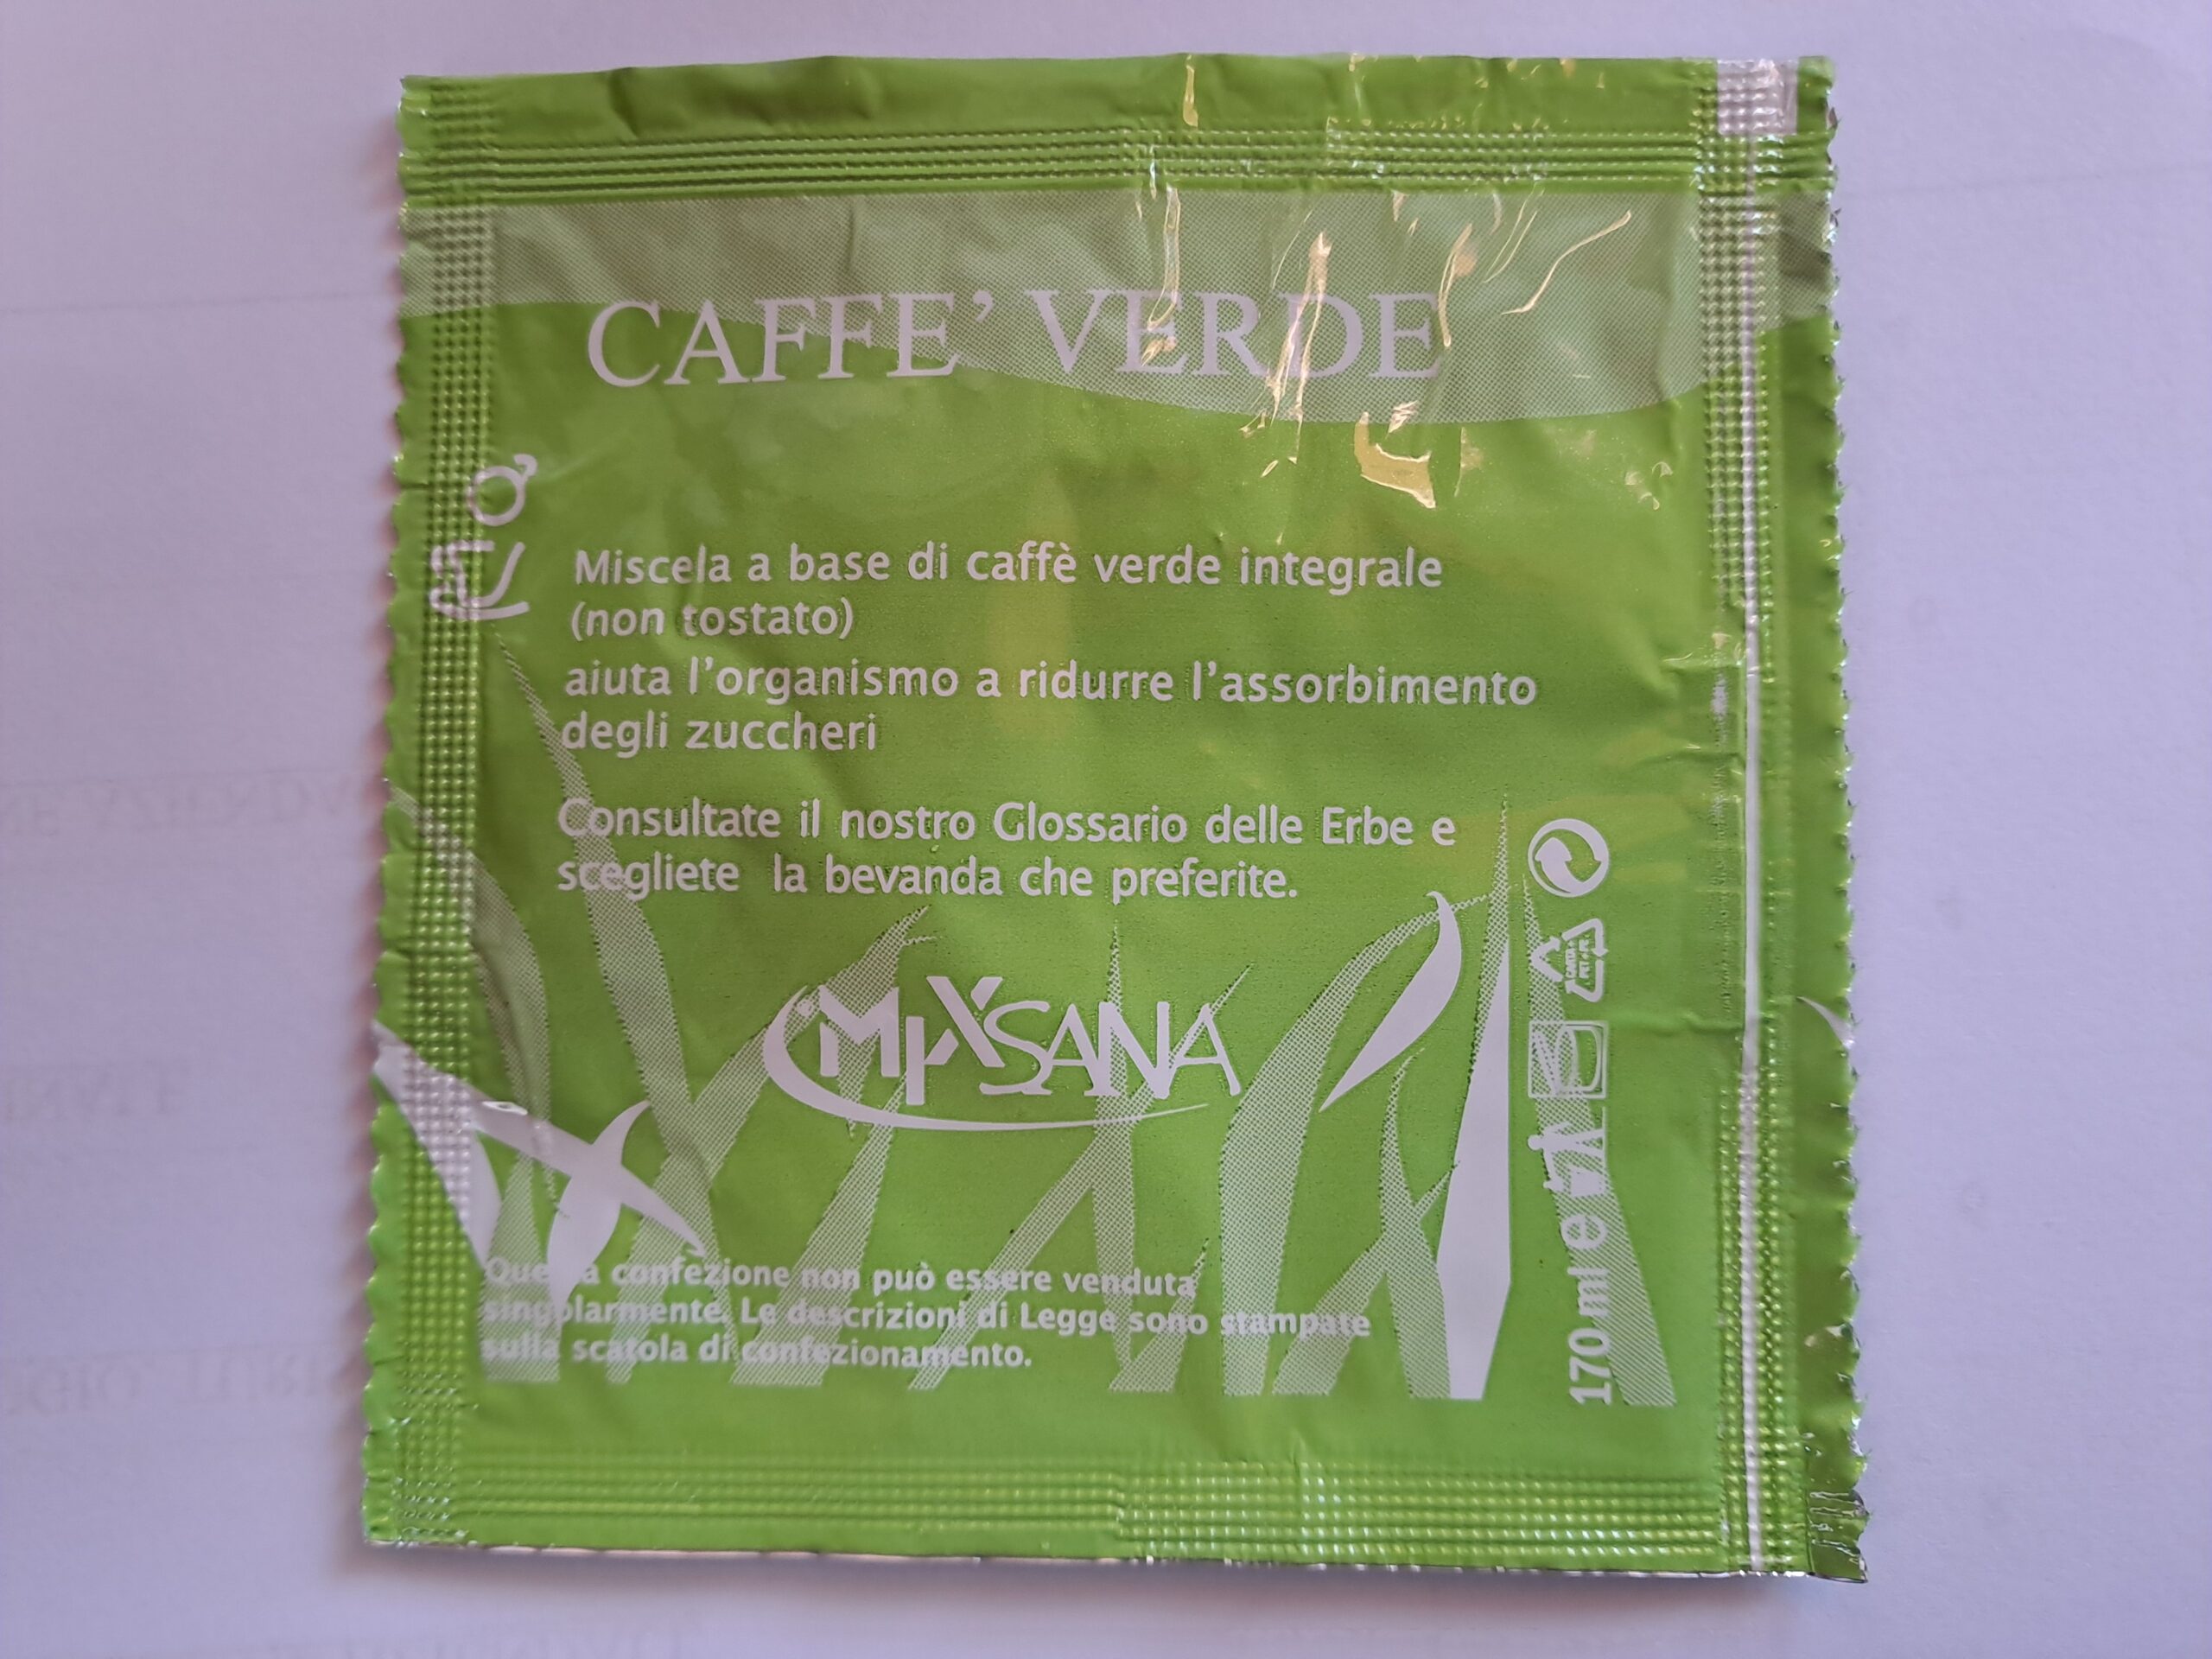 CAFFE' VERDE
Miscela a base di caffè verde integrale
(non tostato)
aiuta l'organismo a ridurre l'assorbimento
degli zuccheri
Consultate il nostro Glossario delle Erbe e
scegliete la bevanda che preferite.
MAXSANA
Questa confezione non può essere venduta
singolarmente. Le descrizioni di Legge sono stampate
sulla scatola di confezionamento.
170 ml e